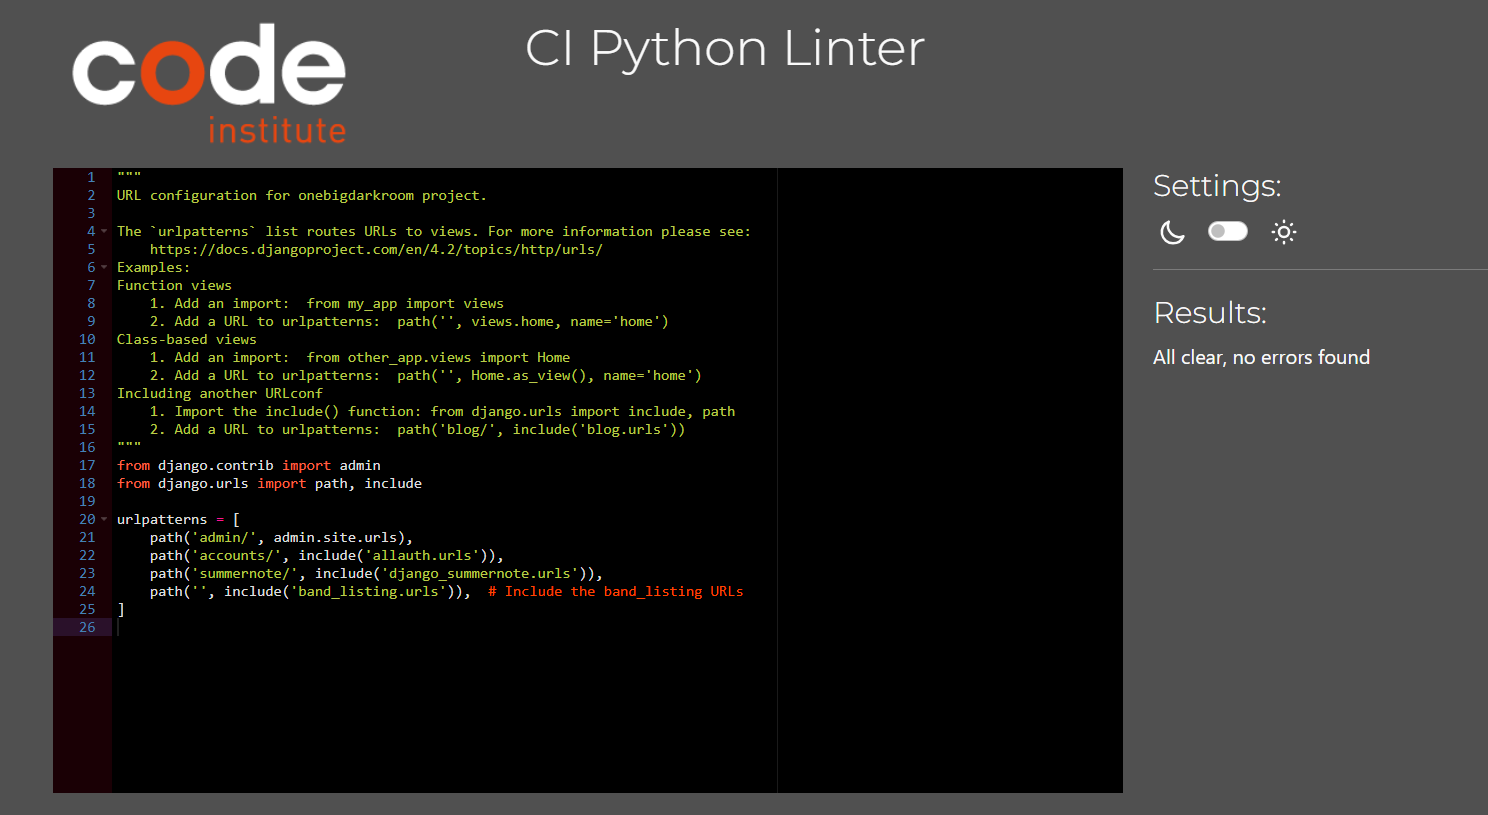 code
institute
CI Python Linter
1 """
2 URL configuration for onebigdarkroom project.
3
4 The `urlpatterns` list routes URLs to views. For more information please see:
5     https://docs.djangoproject.com/en/4.2/topics/http/urls/
6 Examples:
7 Function views
8     1. Add an import:  from my_app import views
9     2. Add a URL to urlpatterns:  path('', views.home, name='home')
10 Class-based views
11     1. Add an import:  from other_app.views import Home
12     2. Add a URL to urlpatterns:  path('', Home.as_view(), name='home')
13 Including another URLconf
14     1. Import the include() function: from django.urls import include, path
15     2. Add a URL to urlpatterns:  path('blog/', include('blog.urls'))
16 """
17 from django.contrib import admin
18 from django.urls import path, include
19
20 urlpatterns = [
21     path('admin/', admin.site.urls),
22     path('accounts/', include('allauth.urls')),
23     path('summernote/', include('django_summernote.urls')),
24     path('', include('band_listing.urls')),  # Include the band_listing URLs
25 ]
26
Settings:
Results:
All clear, no errors found